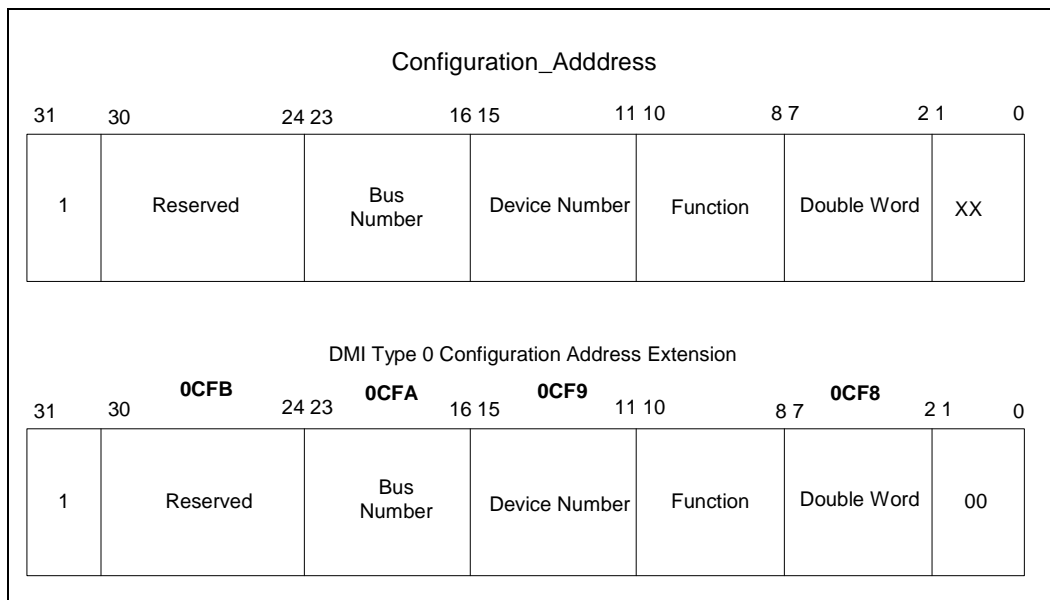 Configuration_Adddress
31 30 24 23 16 15 11 10 8 7 2 1 0
1 Reserved Bus Number Device Number Function Double Word XX
DMI Type 0 Configuration Address Extension
0CFB 0CFA 0CF9 0CF8
31 30 24 23 16 15 11 10 8 7 2 1 0
1 Reserved Bus Number Device Number Function Double Word 00